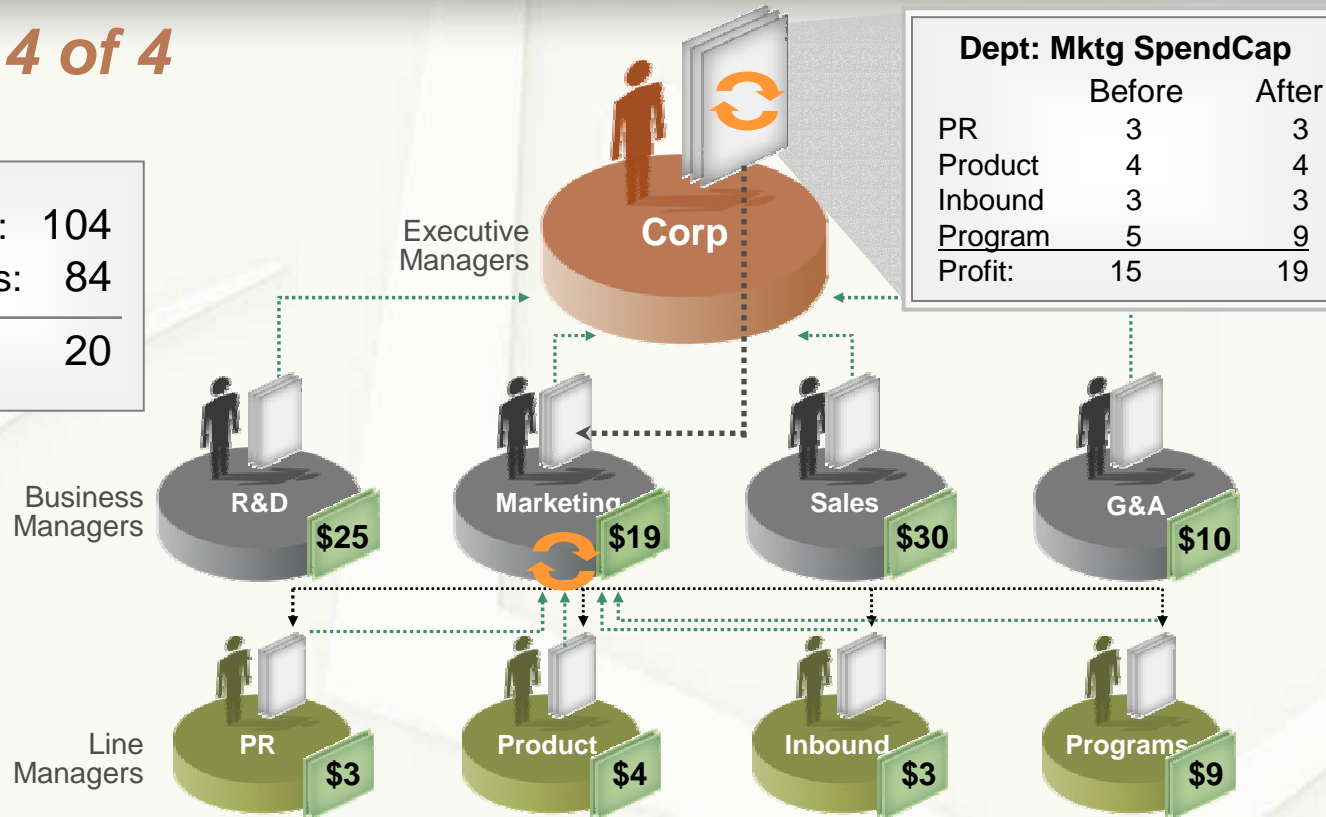 4 of 4
: 104
s: 84
20
Dept: Mktg SpendCap
Before After
PR 3 3
Product 4 4
Inbound 3 3
Program 5 9
Profit: 15 19
Executive
Managers
Corp
Business
Managers
R&D
$25
Marketing
$19
Sales
$30
G&A
$10
Line
Managers
PR
$3
Product
$4
Inbound
$3
Programs
$9